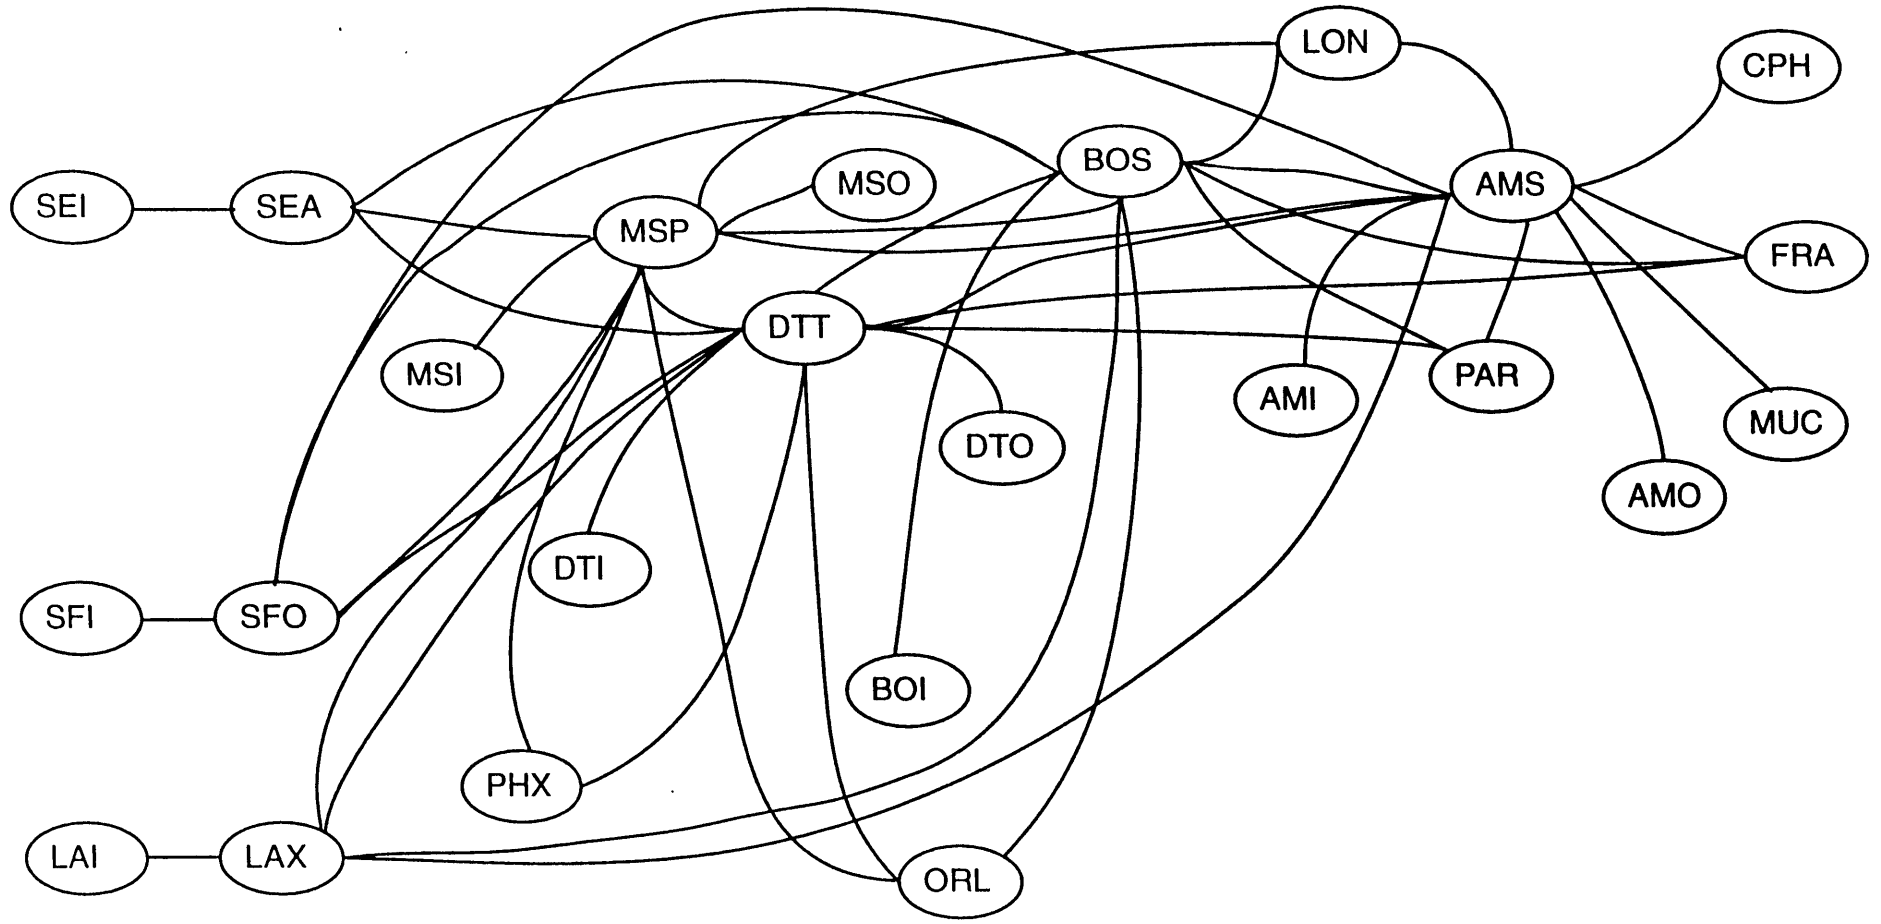 LON
CPH
BOS
MSO
AMS
SEI
SEA
MSP
FRA
DTT
MSI
PAR
AMI
MUC
DTO
AMO
DTI
SFI
SFO
BOI
PHX
LAI
LAX
ORL